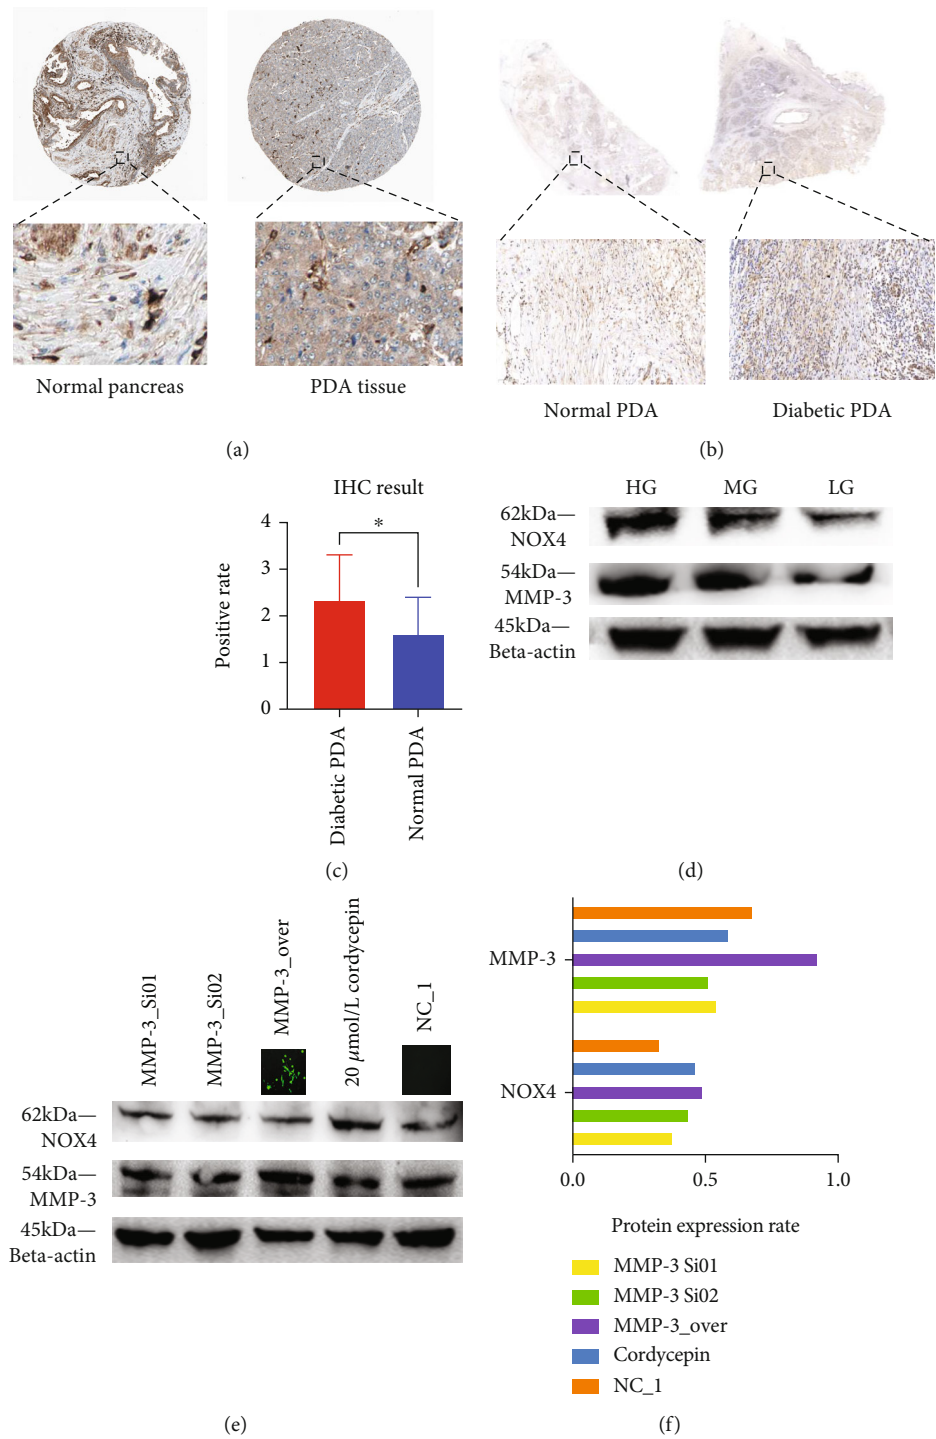 Normal pancreas
PDA tissue
(a)
Normal PDA
Diabetic PDA
(b)
IHC result
*
4
3
2
1
0
Positive rate
Diabetic PDA
Normal PDA
(c)
HG MG LG
62kDa—
NOX4
54kDa—
MMP-3
45kDa—
Beta-actin
(d)
MMP-3_Si01
MMP-3_Si02
MMP-3_over
20 μmol/L cordycepin
NC_1
62kDa—
NOX4
54kDa—
MMP-3
45kDa—
Beta-actin
(e)
MMP-3
NOX4
0.0 0.5 1.0
Protein expression rate
MMP-3 Si01
MMP-3 Si02
MMP-3_over
Cordycepin
NC_1
(f)